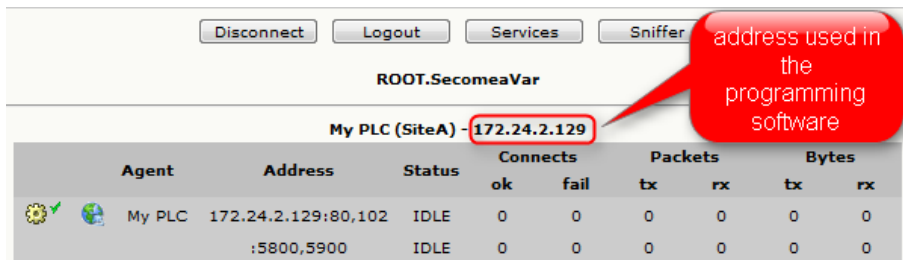 Disconnect Logout Services Sniffer
address used in
the
programming
software
ROOT.SecomeaVar
My PLC (SiteA) - 172.24.2.129
Agent Address Status Connects Packets Bytes
ok fail tx rx tx rx
My PLC 172.24.2.129:80,102 IDLE 0 0 0 0 0 0
:5800,5900 IDLE 0 0 0 0 0 0